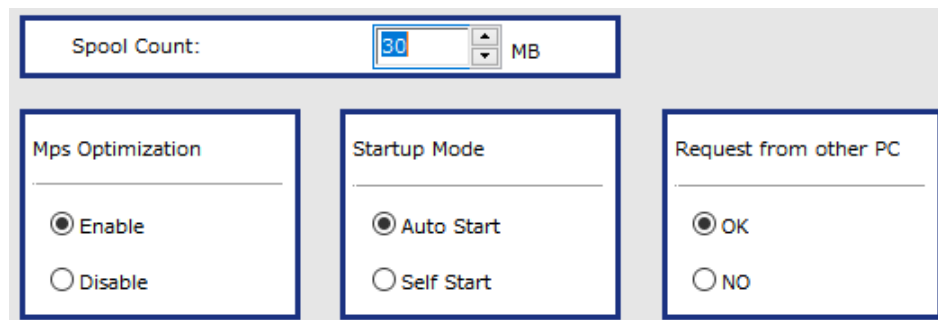 Spool Count: 30 MB
Mps Optimization
Enable
Disable
Startup Mode
Auto Start
Self Start
Request from other PC
OK
NO